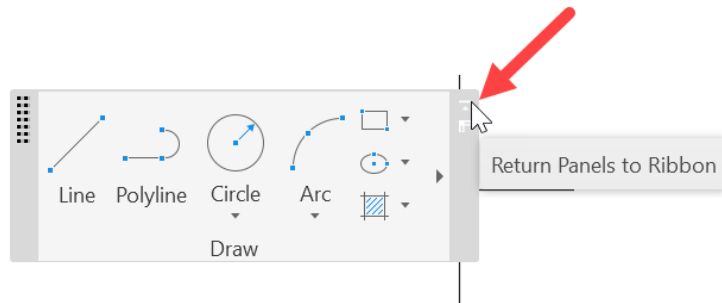 Return Panels to Ribbon
Line Polyline Circle Arc
Draw